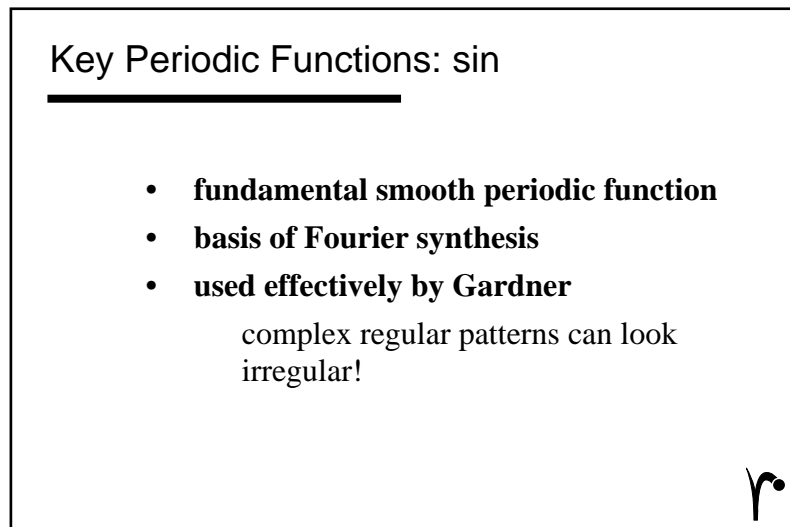 Key Periodic Functions: sin
• fundamental smooth periodic function
• basis of Fourier synthesis
• used effectively by Gardner
complex regular patterns can look
irregular!